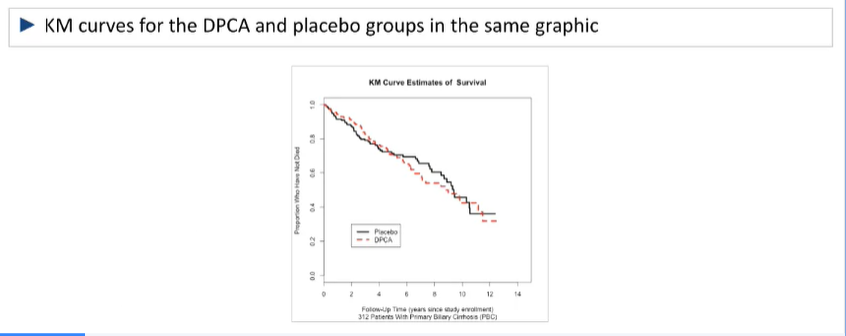 KM curves for the DPCA and placebo groups in the same graphic
KM Curve Estimates of Survival
Proportion Who Have Not Died
1.0
0.8
0.6
0.4
0.2
0.0
Placebo
DPCA
0 2 4 6 8 10 12 14
Follow-Up Time (years since study enrollment)
312 Patients With Primary Biliary Cirrhosis (PBC)